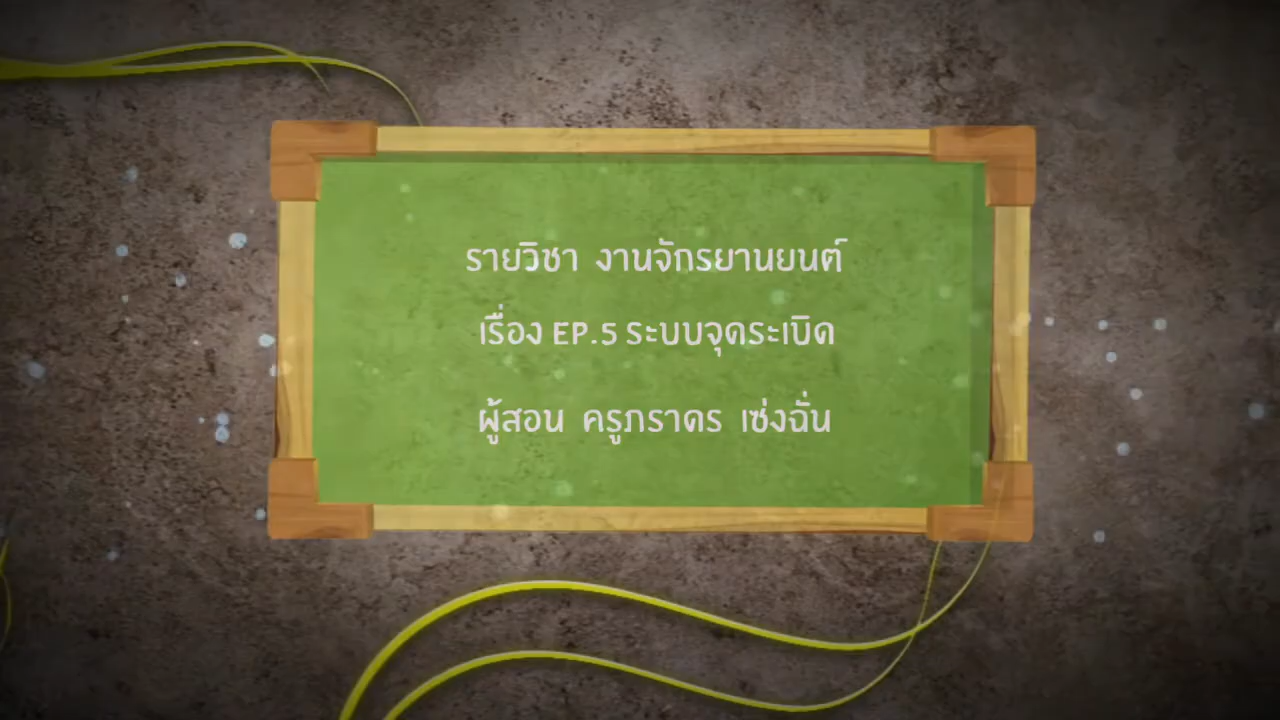 รายวิชา งานจักรยานยนต์
เรื่อง EP.5 ระบบจุดระเบิด
ผู้สอน ครูภราดร เซ่งฉั่น